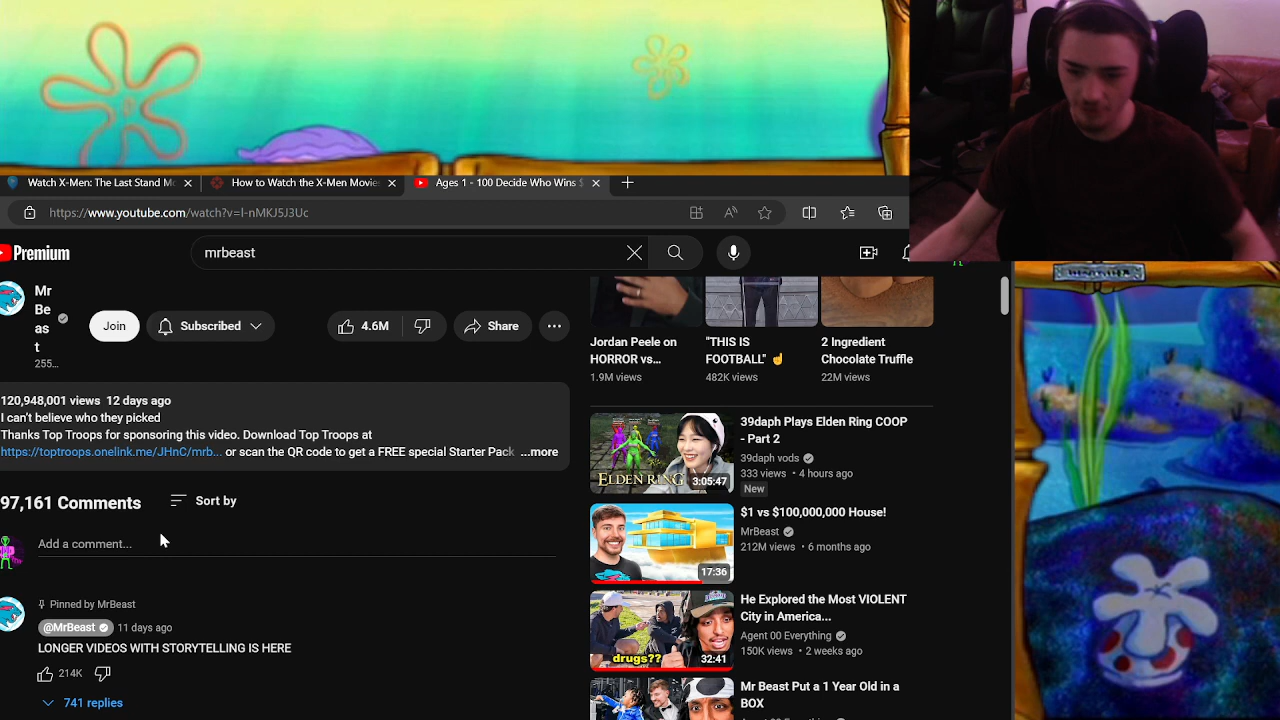 Watch X-Men: The Last Stand Mo
How to Watch the X-Men Movies
Ages 1 - 100 Decide Who Wins $
https://www.youtube.com/watch?v=l-nMKJ5J3Uc
Premium
mrbeast
Mr
Be
as
t
255...
Join
Subscribed
4.6M
Share
120,948,001 views 12 days ago
I can't believe who they picked
Thanks Top Troops for sponsoring this video. Download Top Troops at
https://toptroops.onelink.me/JHnC/mrb... or scan the QR code to get a FREE special Starter Pack ...more
97,161 Comments
Sort by
Add a comment...
Pinned by MrBeast
@MrBeast 11 days ago
LONGER VIDEOS WITH STORYTELLING IS HERE
214K
741 replies
Jordan Peele on
HORROR vs...
1.9M views
"THIS IS
FOOTBALL" ☝
482K views
2 Ingredient
Chocolate Truffle
22M views
ELDEN RING
3:05:47
39daph Plays Elden Ring COOP
- Part 2
39daph vods
333 views • 4 hours ago
New
17:36
$1 vs $100,000,000 House!
MrBeast
212M views • 6 months ago
drugs??
32:41
He Explored the Most VIOLENT
City in America...
Agent 00 Everything
150K views • 2 weeks ago
Mr Beast Put a 1 Year Old in a
BOX